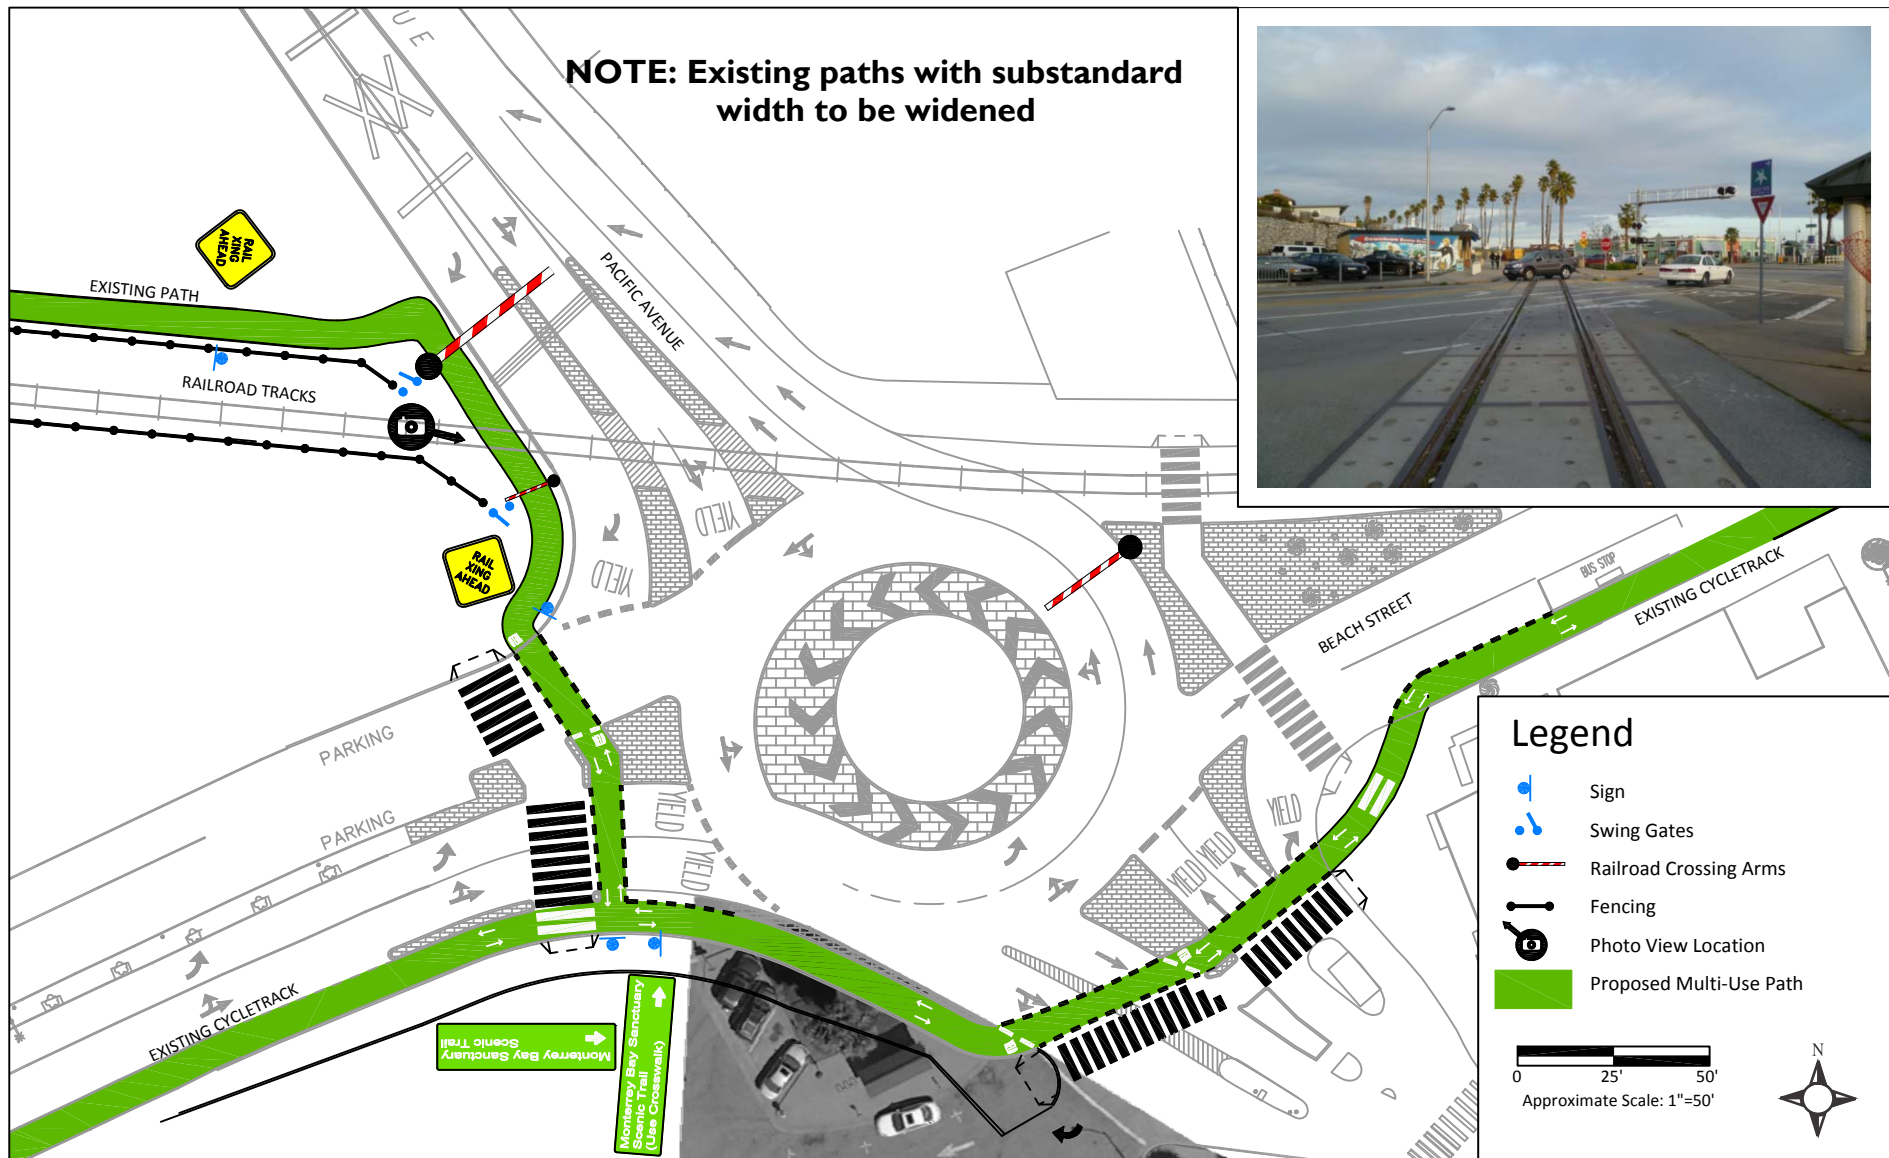 UE
NOTE: Existing paths with substandard
width to be widened
RAIL
XING
AHEAD
EXISTING PATH
PACIFIC AVENUE
RAILROAD TRACKS
YIELD
YIELD
RAIL
XING
AHEAD
BUS STOP
EXISTING CYCLETRACK
BEACH STREET
PARKING
PARKING
YIELD
YIELD
YIELD
YIELD
YIELD
EXISTING CYCLETRACK
Monterrey Bay Sanctuary
Scenic Trail
Monterrey Bay Sanctuary
Scenic Trail
(Use Crosswalk)
Legend
Sign
Swing Gates
Railroad Crossing Arms
Fencing
Photo View Location
Proposed Multi-Use Path
0 25' 50'
Approximate Scale: 1"=50'
N